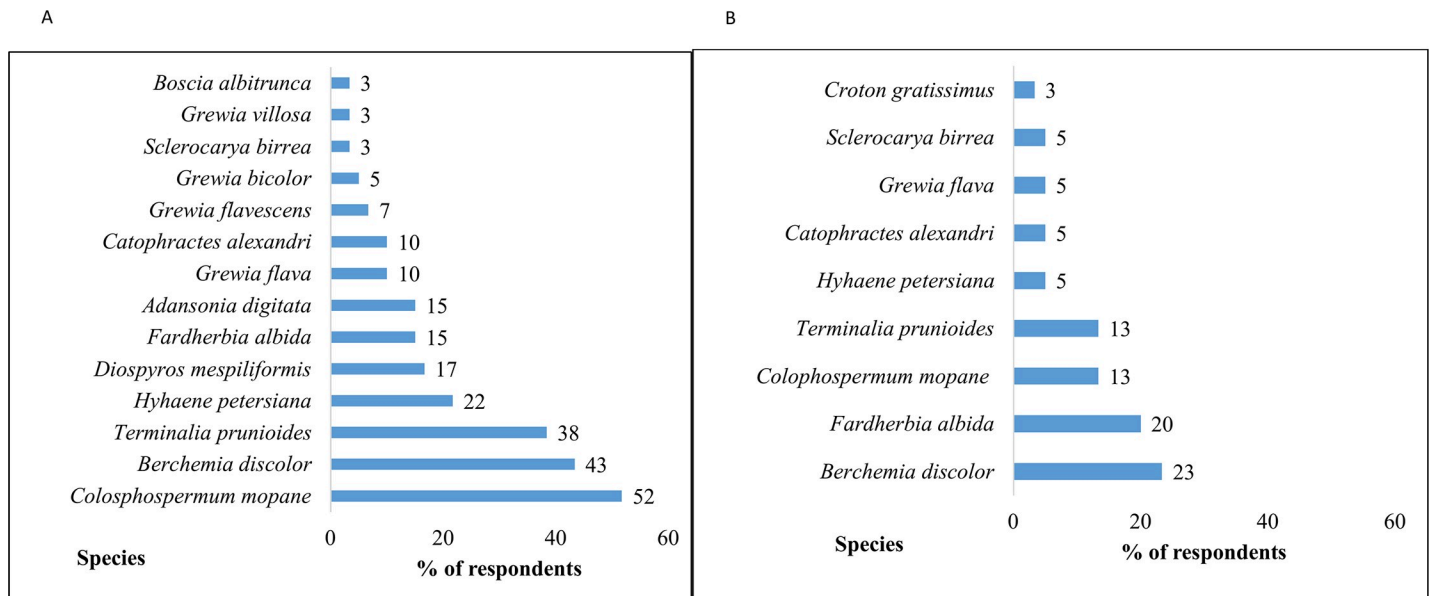 A
Boscia albitrunca 3
Grewia villosa 3
Sclerocarya birrea 3
Grewia bicolor 5
Grewia flavescens 7
Catophractes alexandri 10
Grewia flava 10
Adansonia digitata 15
Fardherbia albida 15
Diospyros mespiliformis 17
Hyhaene petersiana 22
Terminalia prunioides 38
Berchemia discolor 43
Colosphospermum mopane 52
0 20 40 60
Species
% of respondents
B
Croton gratissimus 3
Sclerocarya birrea 5
Grewia flava 5
Catophractes alexandri 5
Hyhaene petersiana 5
Terminalia prunioides 13
Colophospermum mopane 13
Fardherbia albida 20
Berchemia discolor 23
0 20 40 60
Species
% of respondents